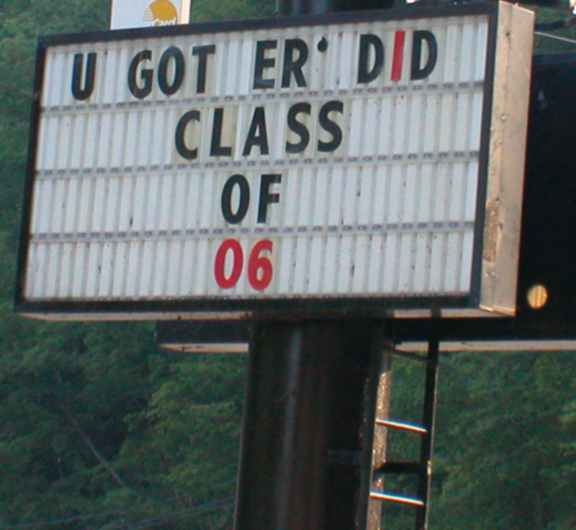 U GOT ER' DID
CLASS
OF
06